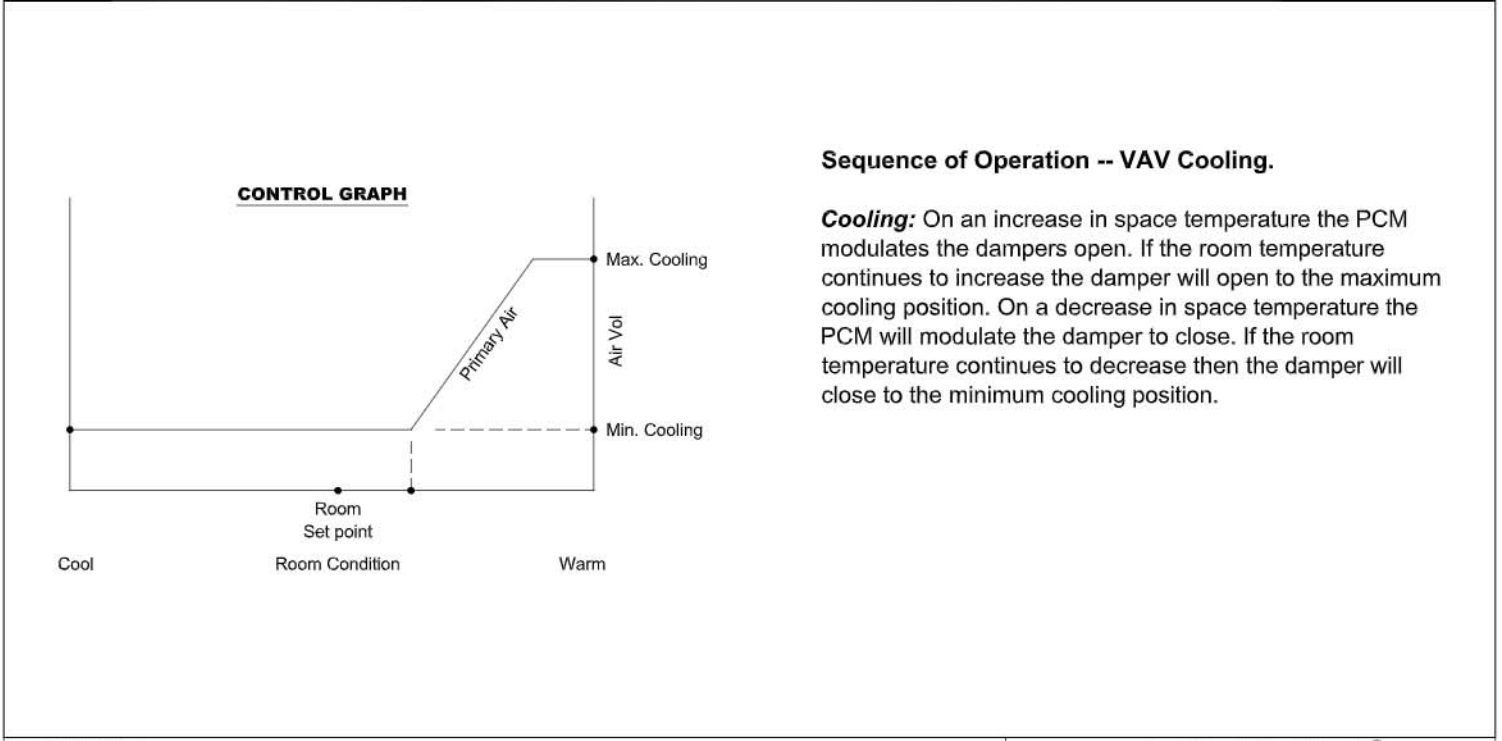 CONTROL GRAPH
Max. Cooling
Primary Air
Air Vol
Min. Cooling
Room
Set point
Cool
Room Condition
Warm
Sequence of Operation -- VAV Cooling.
Cooling: On an increase in space temperature the PCM
modulates the dampers open. If the room temperature
continues to increase the damper will open to the maximum
cooling position. On a decrease in space temperature the
PCM will modulate the damper to close. If the room
temperature continues to decrease then the damper will
close to the minimum cooling position.